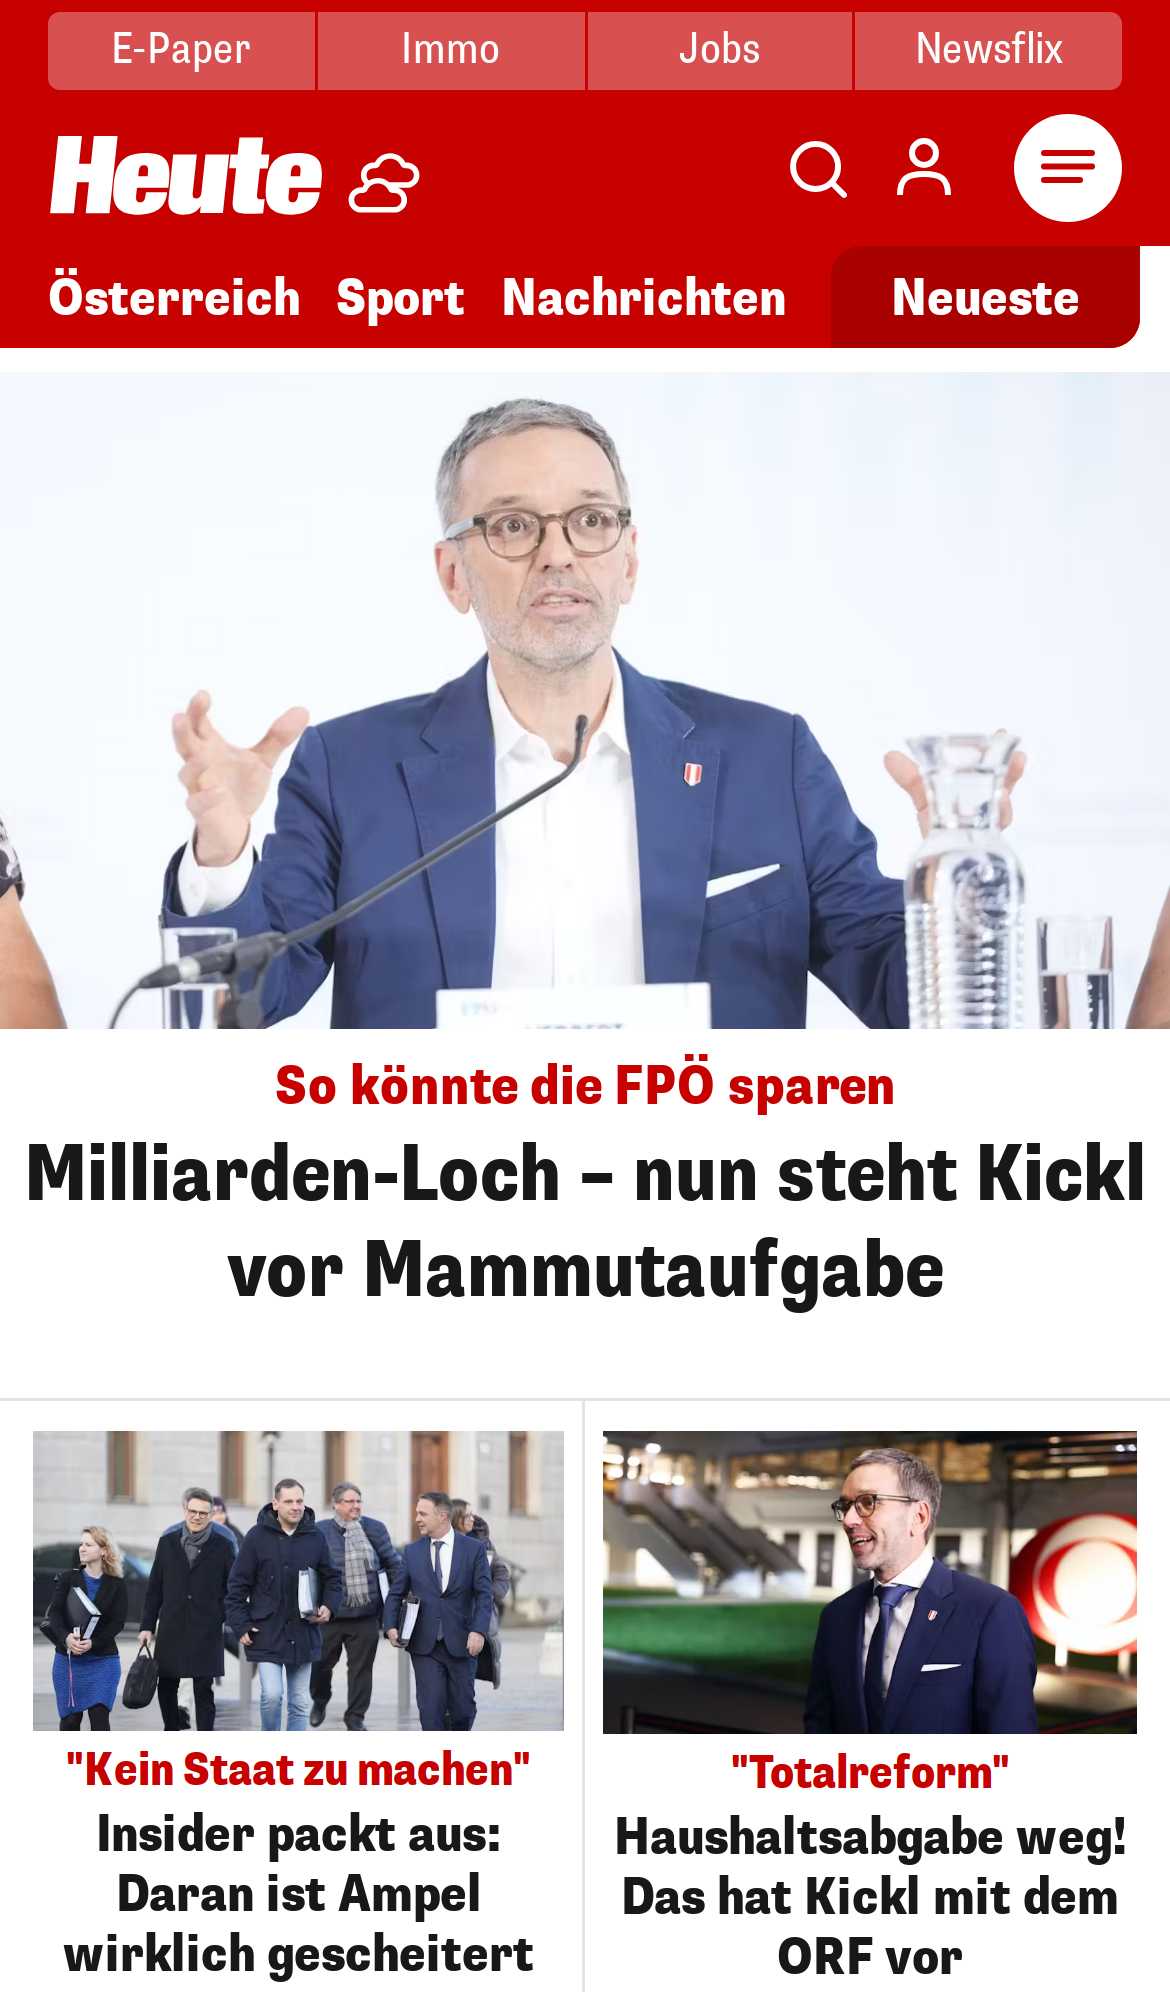 E-Paper
Immo
Jobs
Newsflix
Heute
Österreich
Sport
Nachrichten
Neueste
So könnte die FPÖ sparen
Milliarden-Loch – nun steht Kickl
vor Mammutaufgabe
"Kein Staat zu machen"
Insider packt aus:
Daran ist Ampel
wirklich gescheitert
"Totalreform"
Haushaltsabgabe weg!
Das hat Kickl mit dem
ORF vor